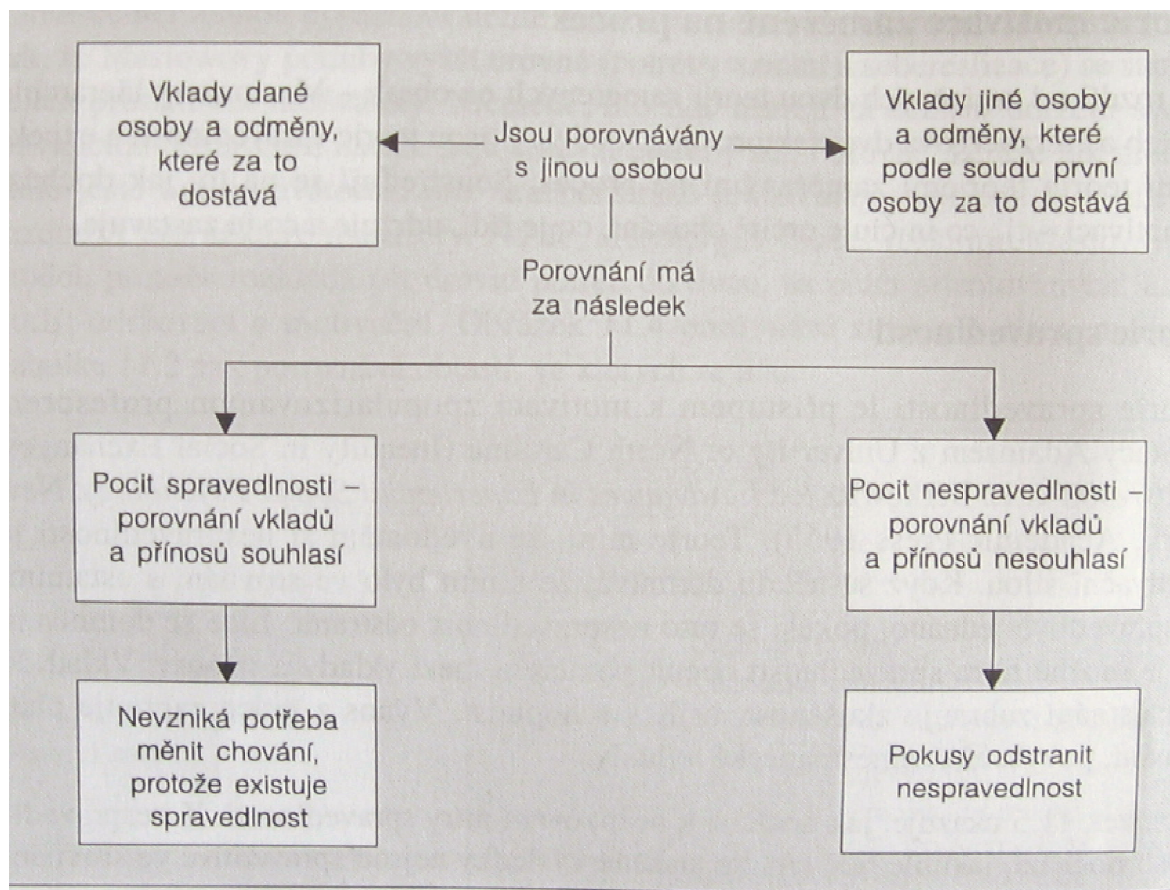 Vklady dané
osoby a odměny,
které za to
dostává
Jsou porovnávány
s jinou osobou
Vklady jiné osoby
a odměny, které
podle soudu první
osoby za to dostává
Porovnání má
za následek
Pocit spravedlnosti –
porovnání vkladů
a přínosů souhlasí
Pocit nespravedlnosti –
porovnání vkladů
a přínosů nesouhlasí
Nevzniká potřeba
měnit chování,
protože existuje
spravedlnost
Pokusy odstranit
nespravedlnost